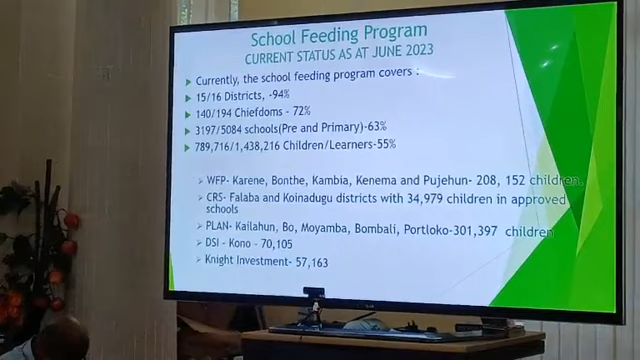 School Feeding Program
CURRENT STATUS AS AT JUNE 2023
Currently, the school feeding program covers :
15/16 Districts, -94%
140/194 Chiefdoms - 72%
3197/5084 schools(Pre and Primary)-63%
789,716/1,438,216 Children/Learners-55%
WFP- Karene, Bonthe, Kambia, Kenema and Pujehun- 208, 152 children.
CRS- Falaba and Koinadugu districts with 34,979 children in approved
schools
PLAN- Kailahun, Bo, Moyamba, Bombali, Portloko-301,397 children
DSI - Kono - 70,105
Knight Investment- 57,163